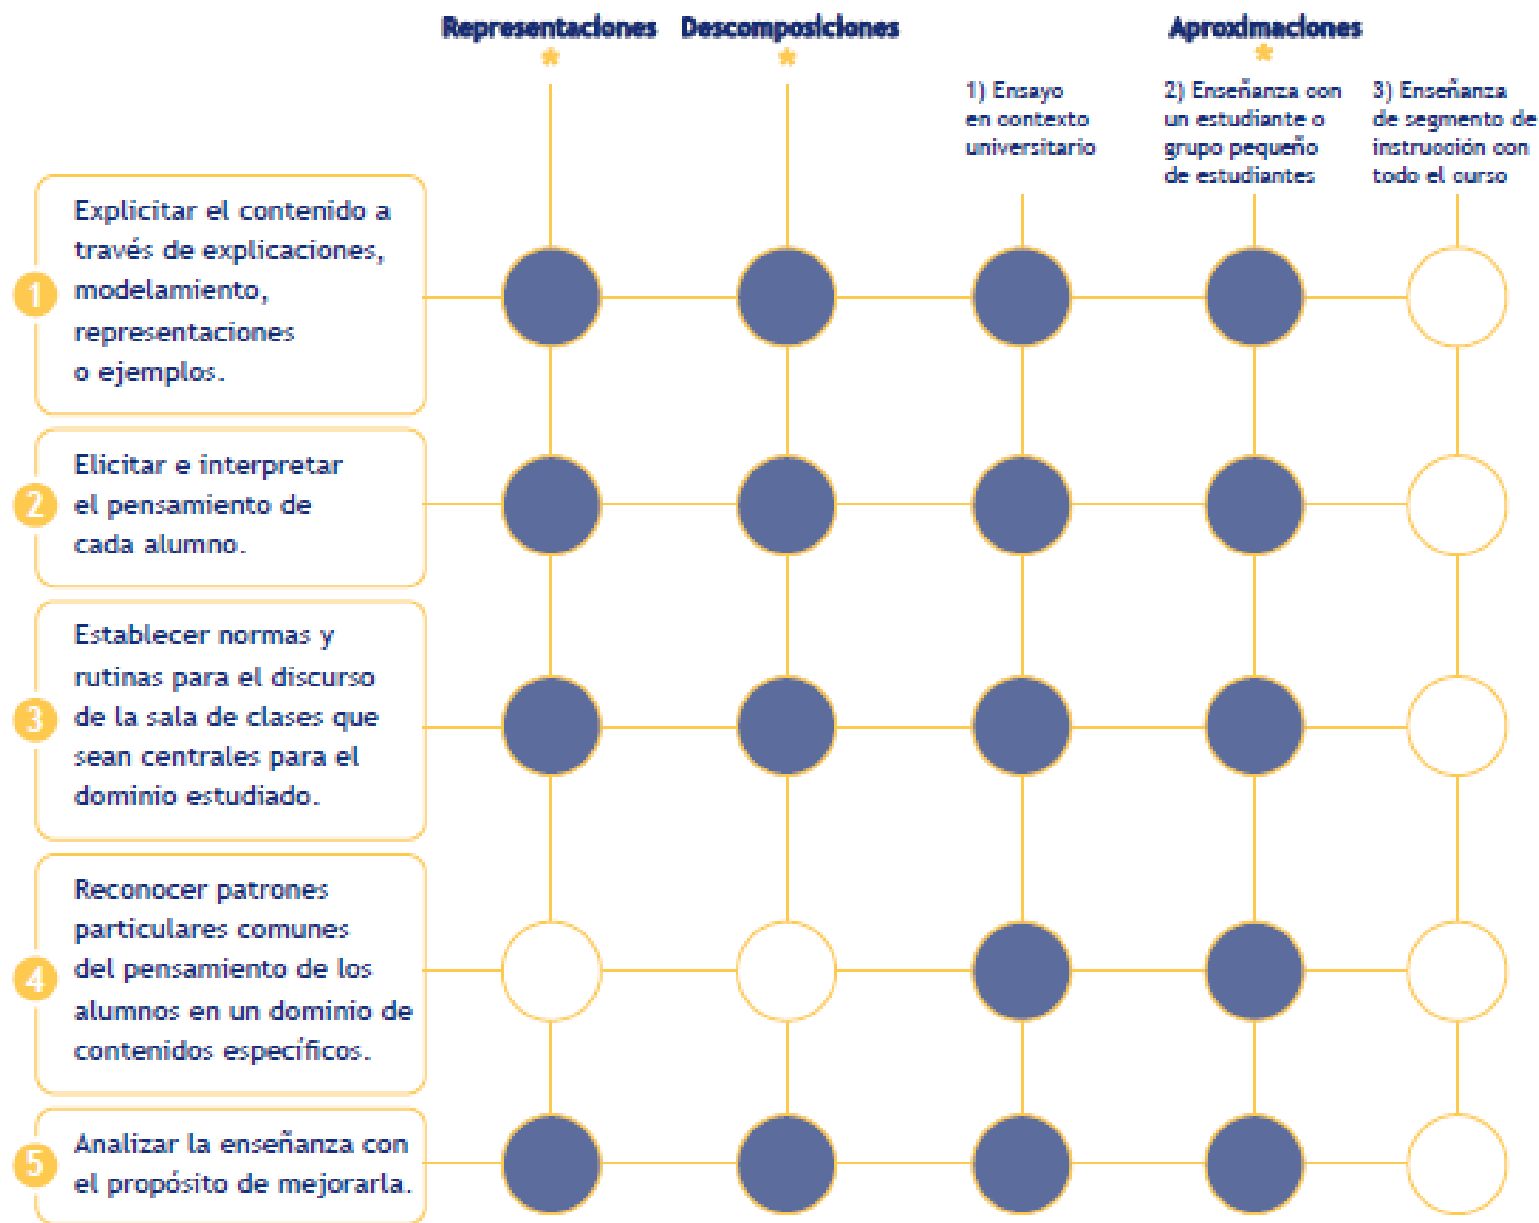 Representaciones Descomposiciones Aproximaciones
* * *
1) Ensayo
en contexto
universitario
2) Enseñanza con
un estudiante o
grupo pequeño
de estudiantes
3) Enseñanza
de segmento de
instrucción con
todo el curso
1
Explicitar el contenido a
través de explicaciones,
modelamiento,
representaciones
o ejemplos.
2
Elicitar e interpretar
el pensamiento de
cada alumno.
3
Establecer normas y
rutinas para el discurso
de la sala de clases que
sean centrales para el
dominio estudiado.
4
Reconocer patrones
particulares comunes
del pensamiento de los
alumnos en un dominio de
contenidos específicos.
5
Analizar la enseñanza con
el propósito de mejorarla.